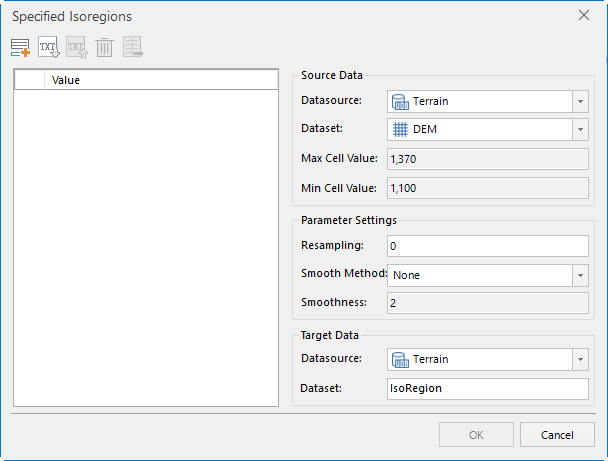 Specified Isoregions
TXT TXT
Value
Source Data
Datasource: Terrain
Dataset: DEM
Max Cell Value: 1,370
Min Cell Value: 1,100
Parameter Settings
Resampling: 0
Smooth Method: None
Smoothness: 2
Target Data
Datasource: Terrain
Dataset: IsoRegion
OK Cancel